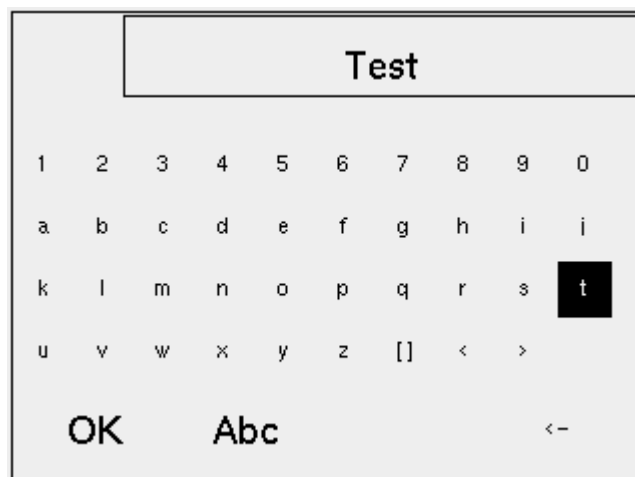 Test
1 2 3 4 5 6 7 8 9 0
a b c d e f g h i j
k l m n o p q r s t
u v w x y z [] < >
OK Abc <-